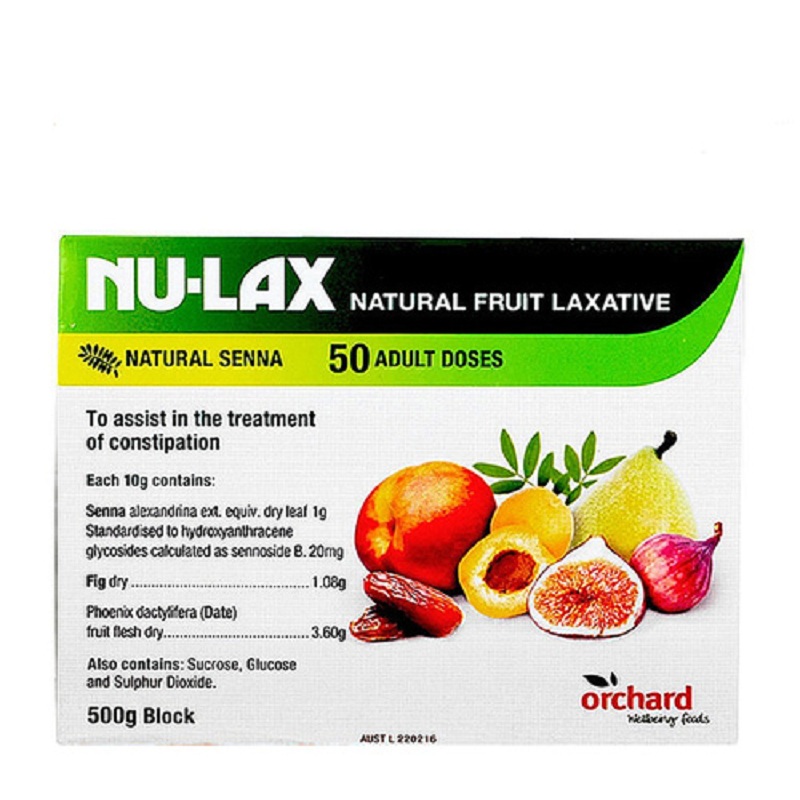 NU-LAX NATURAL FRUIT LAXATIVE
NATURAL SENNA 50 ADULT DOSES
To assist in the treatment
of constipation
Each 10g contains:
Senna alexandrina ext. equiv. dry leaf 1g
Standardised to hydroxyanthracene
glycosides calculated as sennoside B. 20mg
Fig dry ................................................ 1.08g
Phoenix dactylifera (Date)
fruit flesh dry....................................... 3.60g
Also contains: Sucrose, Glucose
and Sulphur Dioxide.
500g Block
orchard
Wellbeing foods
AUST L 220216